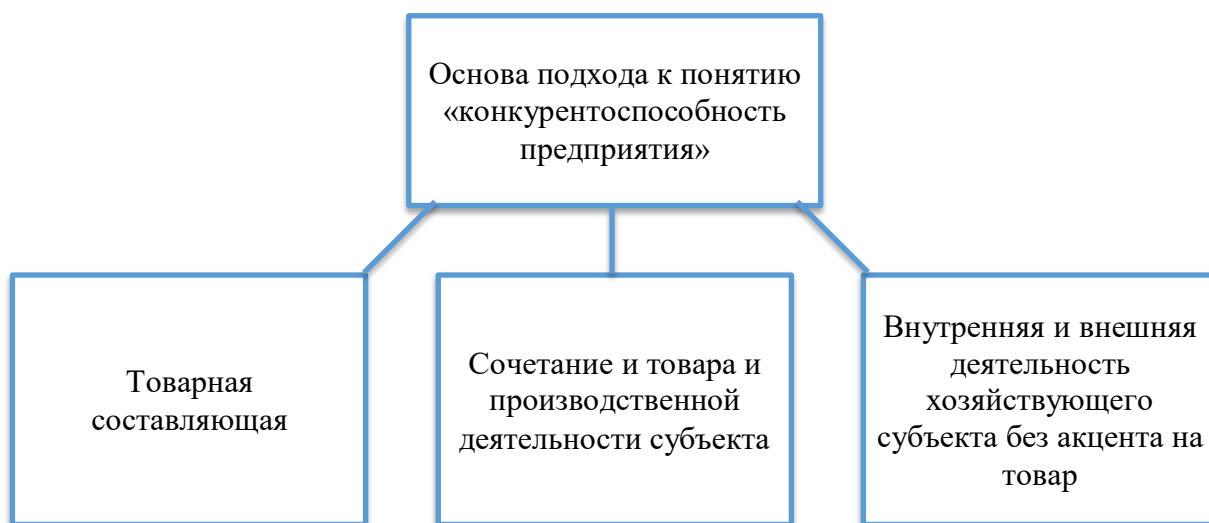 Основа подхода к понятию
«конкурентоспособность
предприятия»
Товарная
составляющая
Сочетание и товара и
производственной
деятельности субъекта
Внутренняя и внешняя
деятельность
хозяйствующего
субъекта без акцента на
товар